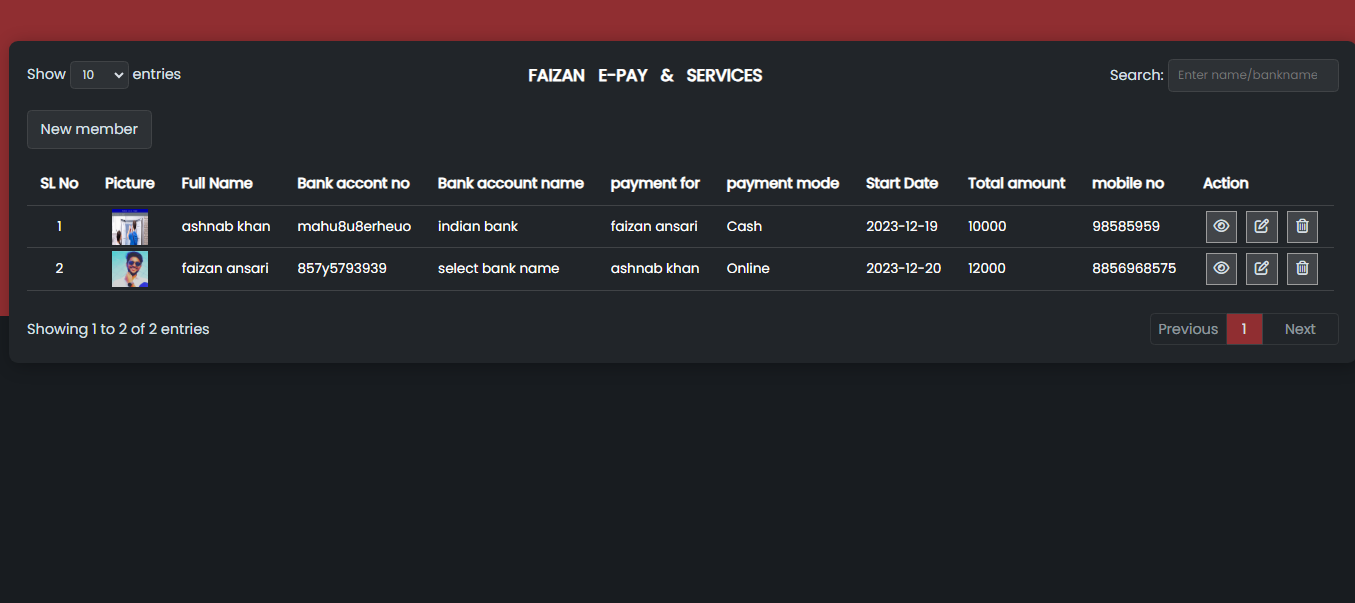 Show 10 entries FAIZAN E-PAY & SERVICES Search: Enter name/bankname
New member
SL No Picture Full Name Bank accont no Bank account name payment for payment mode Start Date Total amount mobile no Action
1 ashnab khan mahu8u8erheuo indian bank faizan ansari Cash 2023-12-19 10000 98585959
2 faizan ansari 857y5793939 select bank name ashnab khan Online 2023-12-20 12000 8856968575
Showing 1 to 2 of 2 entries Previous 1 Next